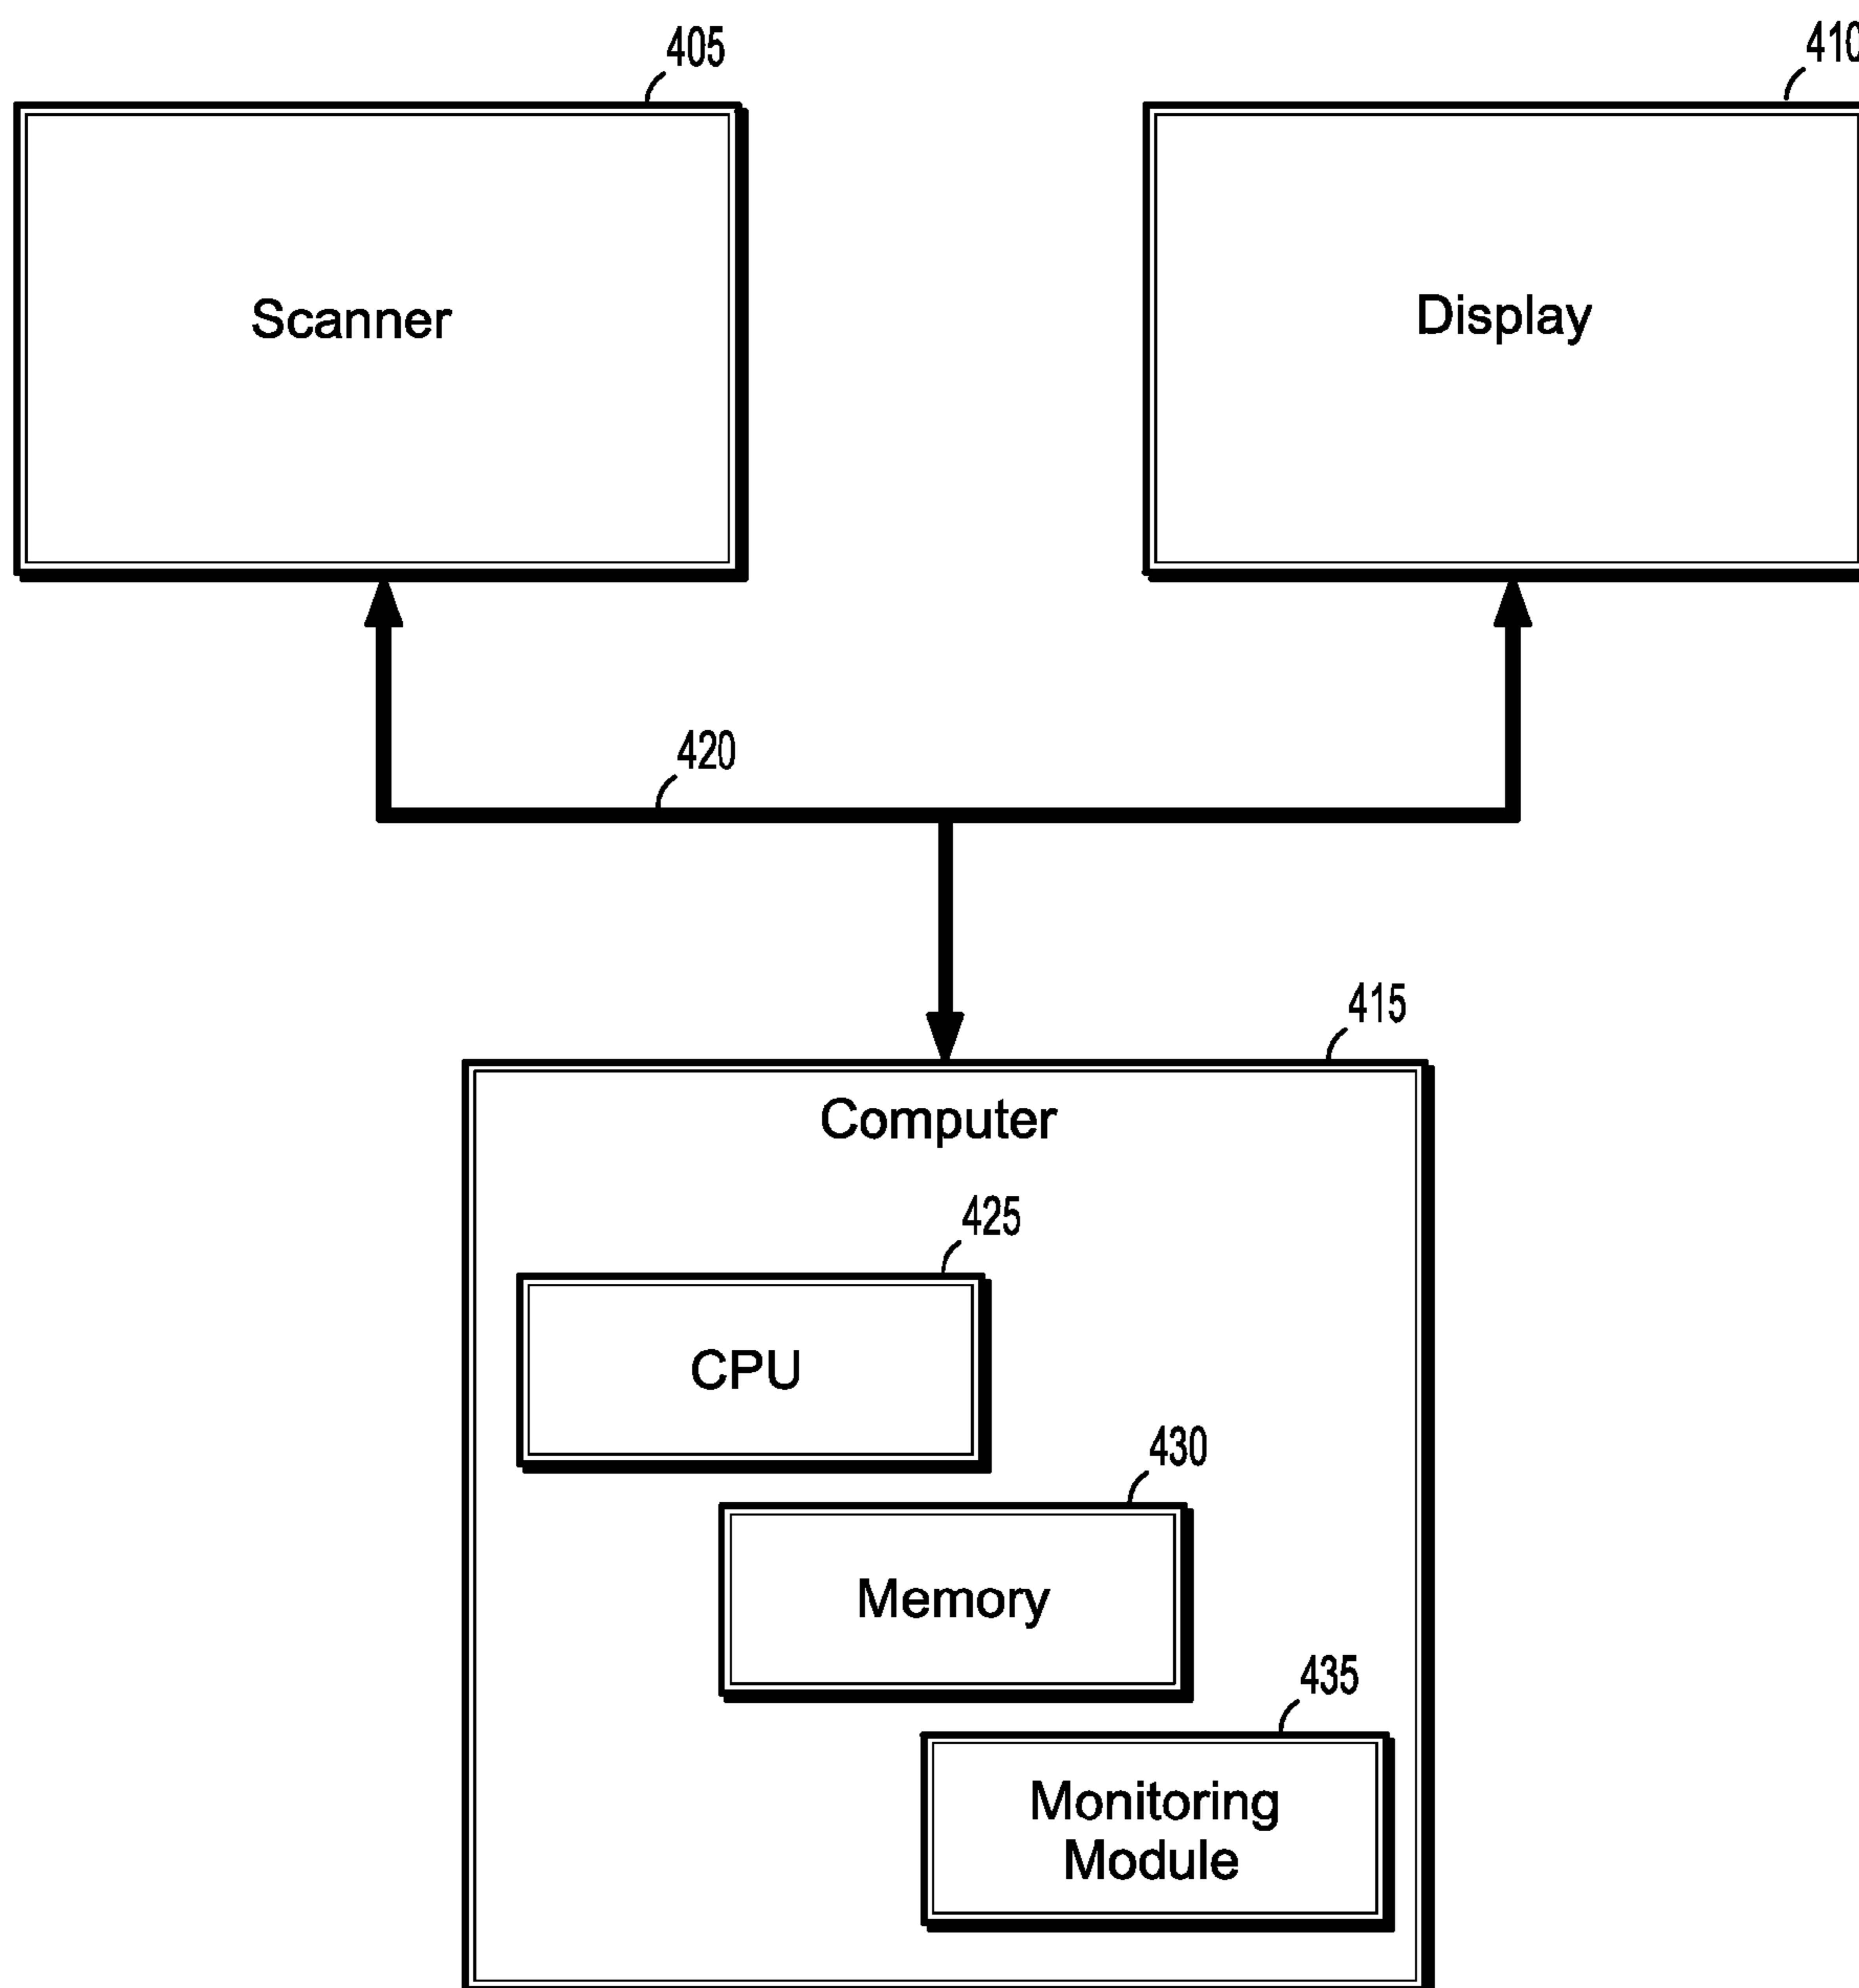 405
410
Scanner
Display
420
415
Computer
425
CPU
430
Memory
435
Monitoring
Module